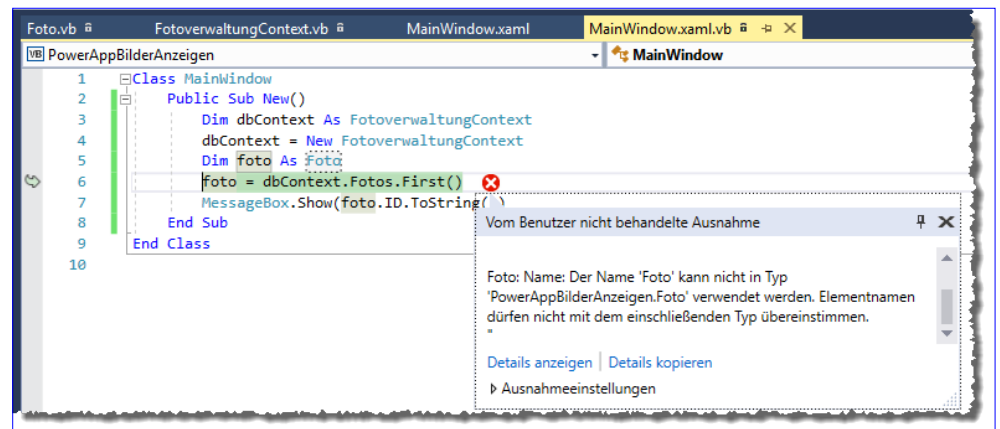 Foto.vb FotoverwaltungContext.vb MainWindow.xaml MainWindow.xaml.vb
VB PowerAppBilderAnzeigen MainWindow
1 Class MainWindow
2 Public Sub New()
3 Dim dbContext As FotoverwaltungContext
4 dbContext = New FotoverwaltungContext
5 Dim foto As Foto
6 foto = dbContext.Fotos.First()
7 MessageBox.Show(foto.ID.ToString( )
8 End Sub
9 End Class
10
Vom Benutzer nicht behandelte Ausnahme
Foto: Name: Der Name 'Foto' kann nicht in Typ
'PowerAppBilderAnzeigen.Foto' verwendet werden. Elementnamen
dürfen nicht mit dem einschließenden Typ übereinstimmen.
"
Details anzeigen | Details kopieren
Ausnahmeeinstellungen